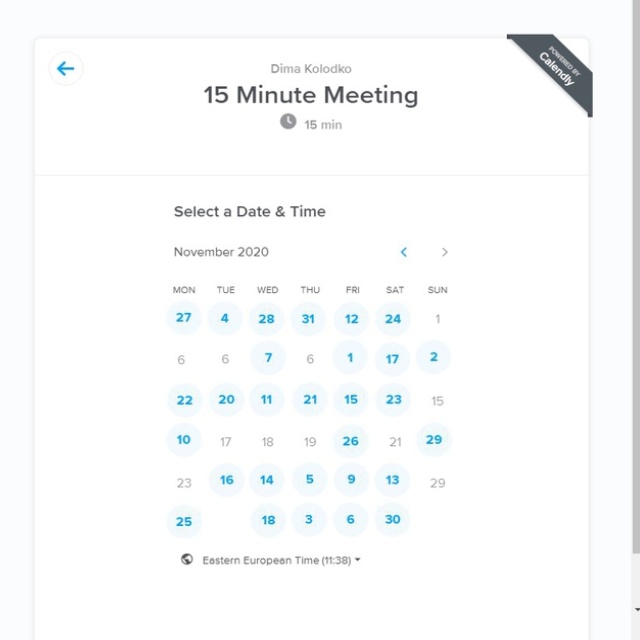 Dima Kolodko
15 Minute Meeting
15 min
POWERED BY
Calendly
Select a Date & Time
November 2020
MON TUE WED THU FRI SAT SUN
27 4 28 31 12 24 1
6 6 7 6 1 17 2
22 20 11 21 15 23 15
10 17 18 19 26 21 29
23 16 14 5 9 13 29
25 18 3 6 30
Eastern European Time (11:38)